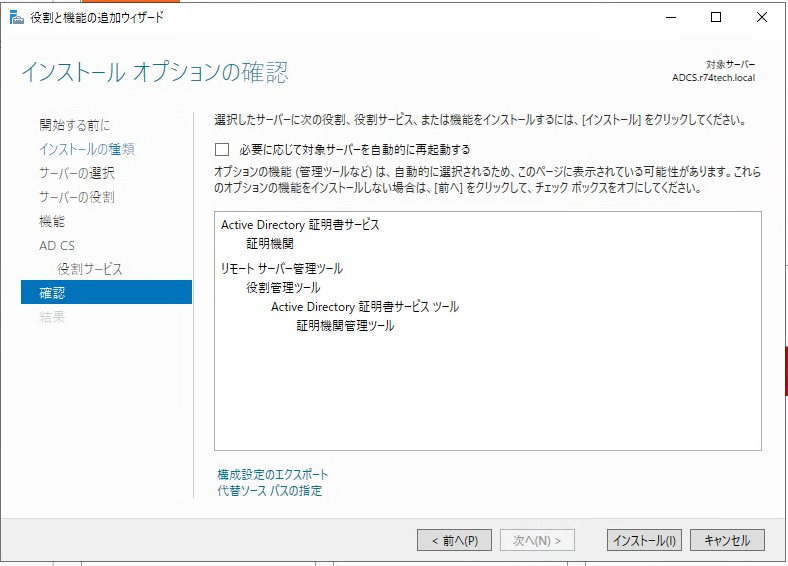 役割と機能の追加ウィザード
インストール オプションの確認
対象サーバー
ADCS.r74tech.local
開始する前に
インストールの種類
サーバーの選択
サーバーの役割
機能
AD CS
役割サービス
確認
結果
選択したサーバーに次の役割、役割サービス、または機能をインストールするには、[インストール] をクリックしてください。
必要に応じて対象サーバーを自動的に再起動する
オプションの機能 (管理ツールなど) は、自動的に選択されるため、このページに表示されている可能性があります。これら
のオプションの機能をインストールしない場合は、[前へ] をクリックして、チェック ボックスをオフにしてください。
Active Directory 証明書サービス
証明機関
リモート サーバー管理ツール
役割管理ツール
Active Directory 証明書サービス ツール
証明機関管理ツール
構成設定のエクスポート
代替ソース パスの指定
< 前へ(P)
次へ(N) >
インストール(I)
キャンセル